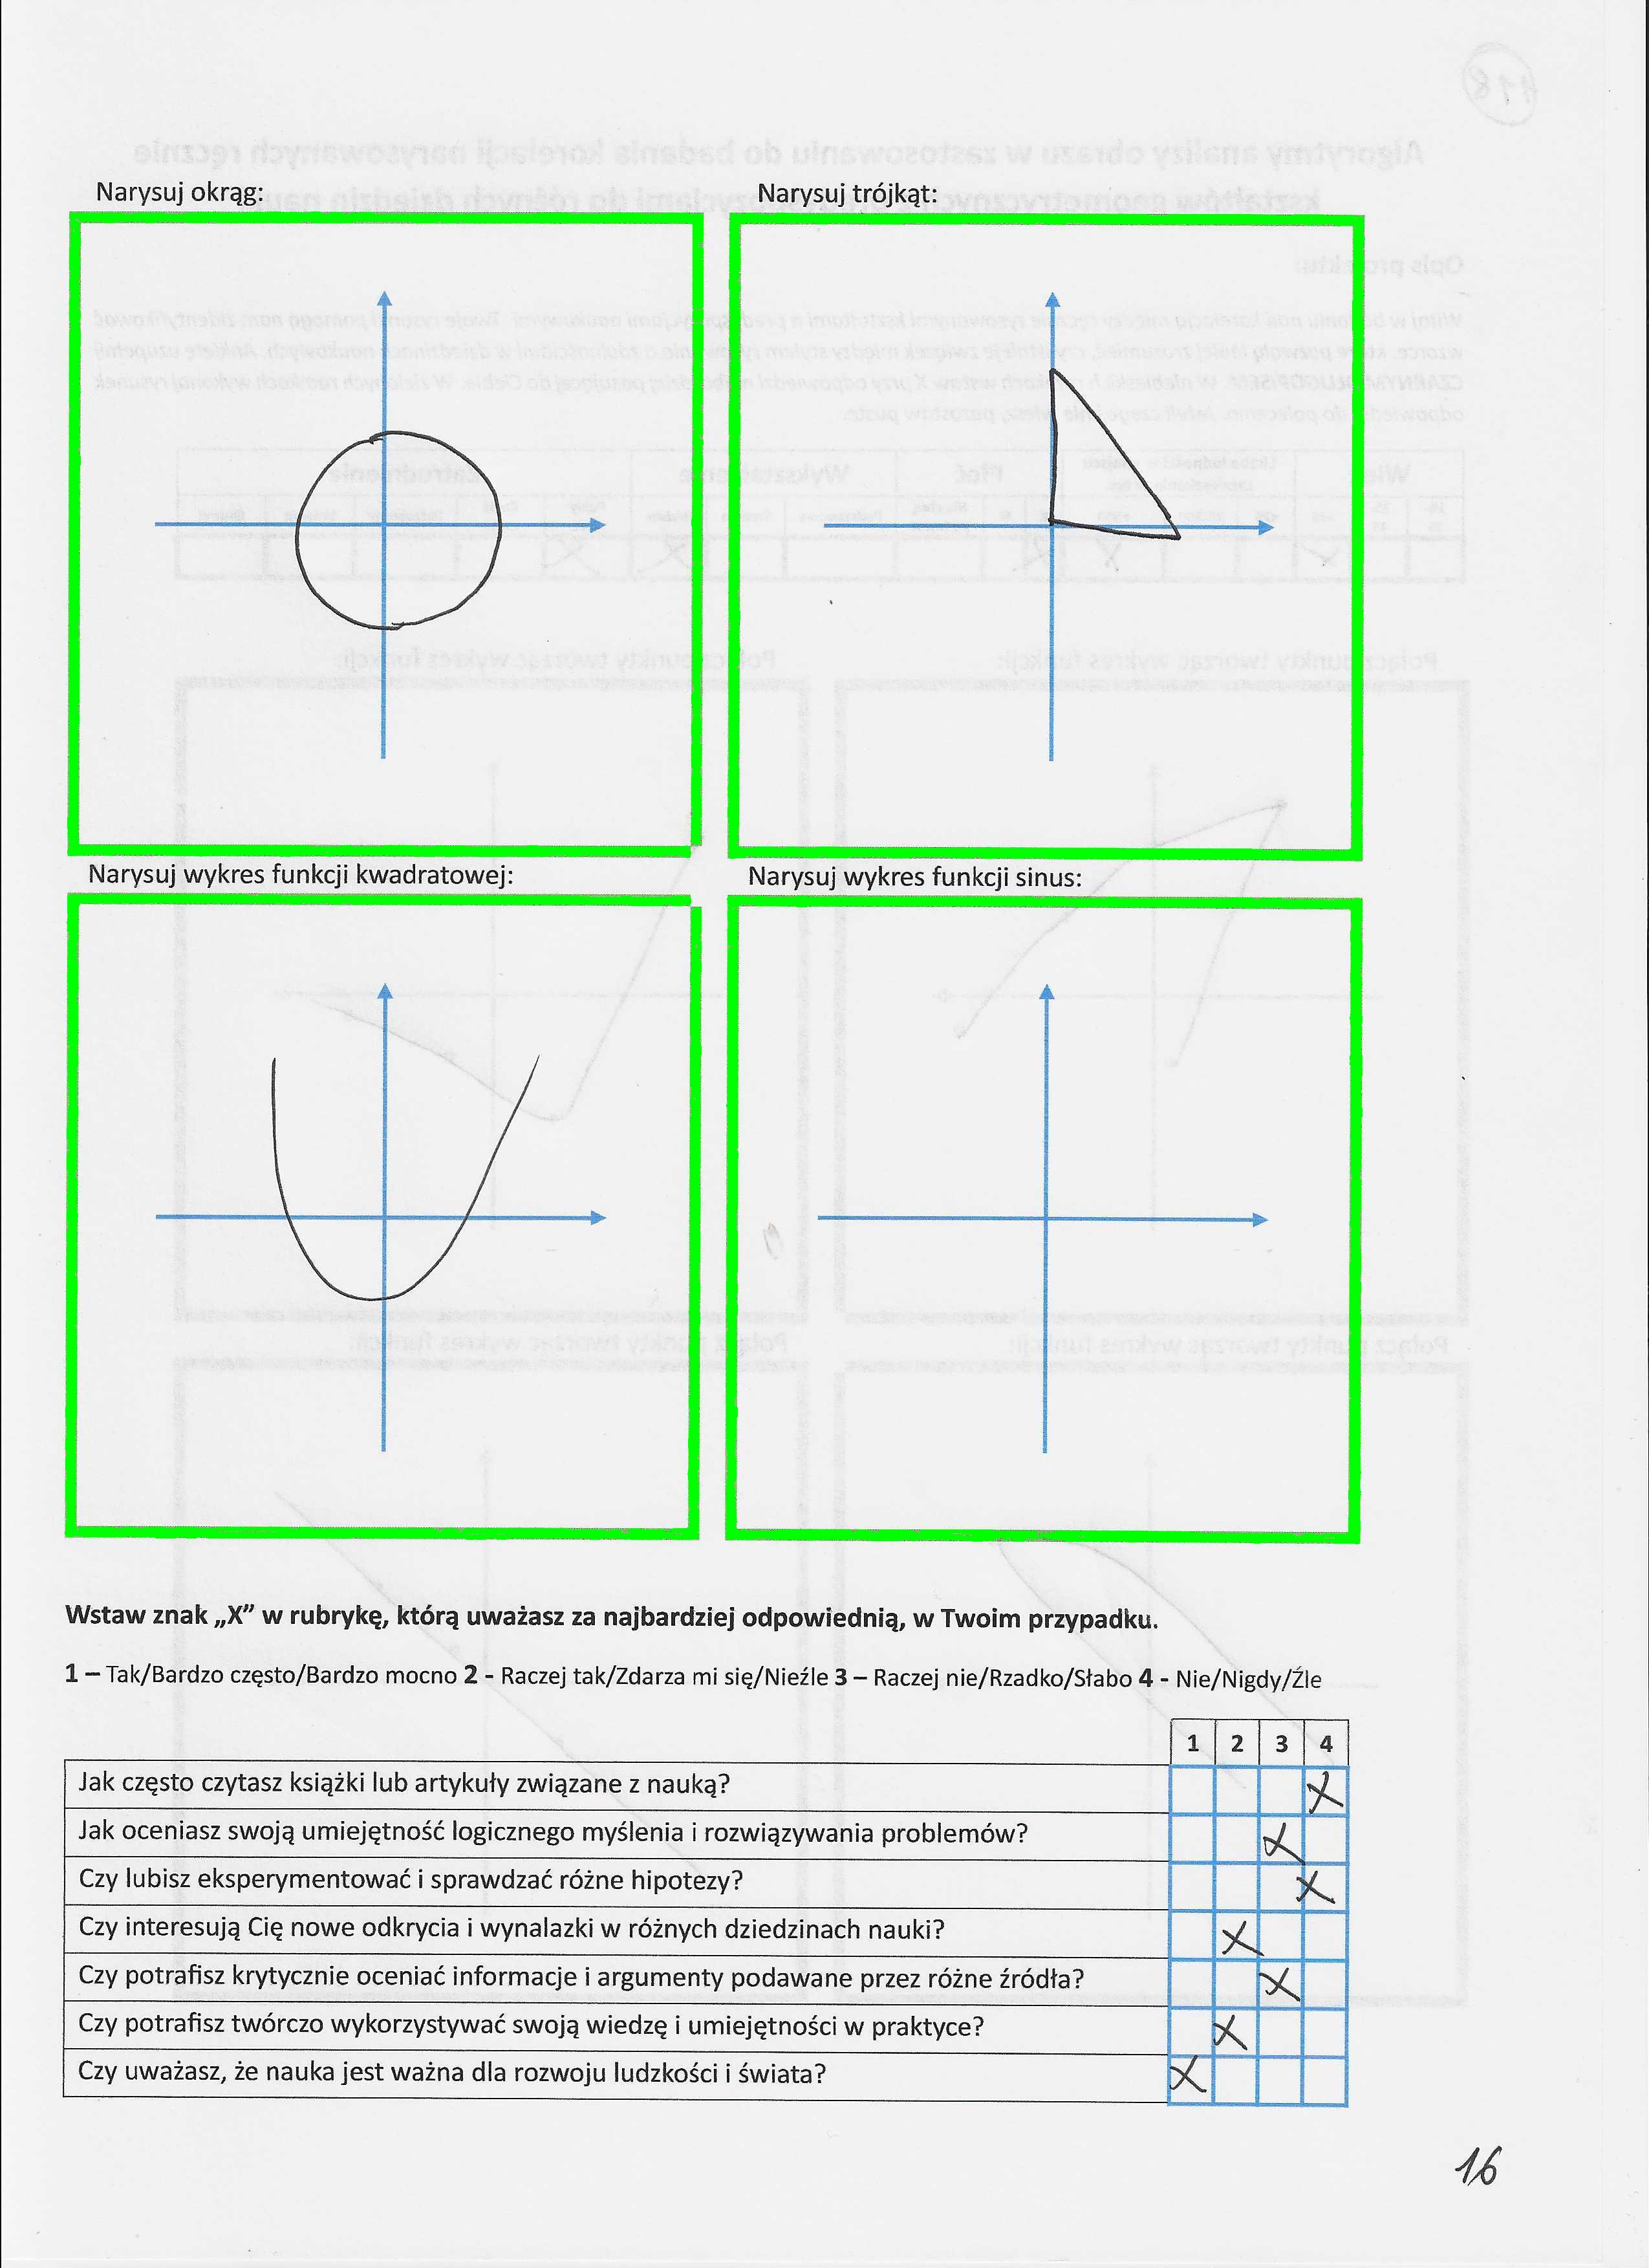 Narysuj okrąg:
Narysuj trójkąt:
Narysuj wykres funkcji kwadratowej:
Narysuj wykres funkcji sinus:
Wstaw znak „X” w rubrykę, którą uważasz za najbardziej odpowiednią, w Twoim przypadku.
1 – Tak/Bardzo często/Bardzo mocno 2 - Raczej tak/Zdarza mi się/Nieźle 3 – Raczej nie/Rzadko/Słabo 4 - Nie/Nigdy/Źle
1 2 3 4
Jak często czytasz książki lub artykuły związane z nauką? X
Jak oceniasz swoją umiejętność logicznego myślenia i rozwiązywania problemów? X
Czy lubisz eksperymentować i sprawdzać różne hipotezy? X
Czy interesują Cię nowe odkrycia i wynalazki w różnych dziedzinach nauki? X
Czy potrafisz krytycznie oceniać informacje i argumenty podawane przez różne źródła? X
Czy potrafisz twórczo wykorzystywać swoją wiedzę i umiejętności w praktyce? X
Czy uważasz, że nauka jest ważna dla rozwoju ludzkości i świata? X
16